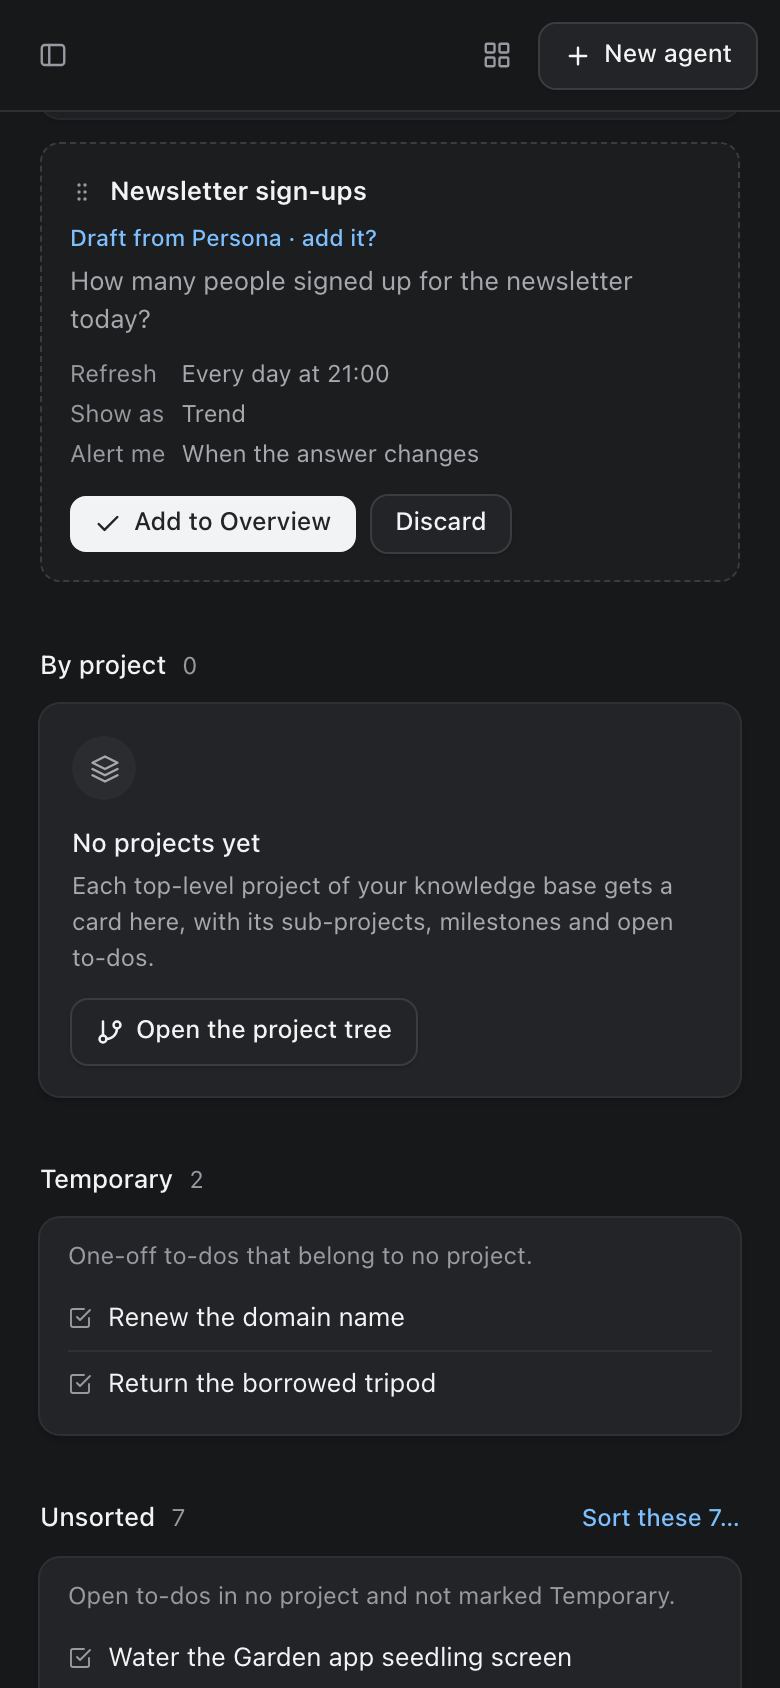 New agent
Newsletter sign-ups
Draft from Persona · add it?
How many people signed up for the newsletter
today?
Refresh Every day at 21:00
Show as Trend
Alert me When the answer changes
Add to Overview Discard
By project 0
No projects yet
Each top-level project of your knowledge base gets a
card here, with its sub-projects, milestones and open
to-dos.
Open the project tree
Temporary 2
One-off to-dos that belong to no project.
Renew the domain name
Return the borrowed tripod
Unsorted 7 Sort these 7...
Open to-dos in no project and not marked Temporary.
Water the Garden app seedling screen